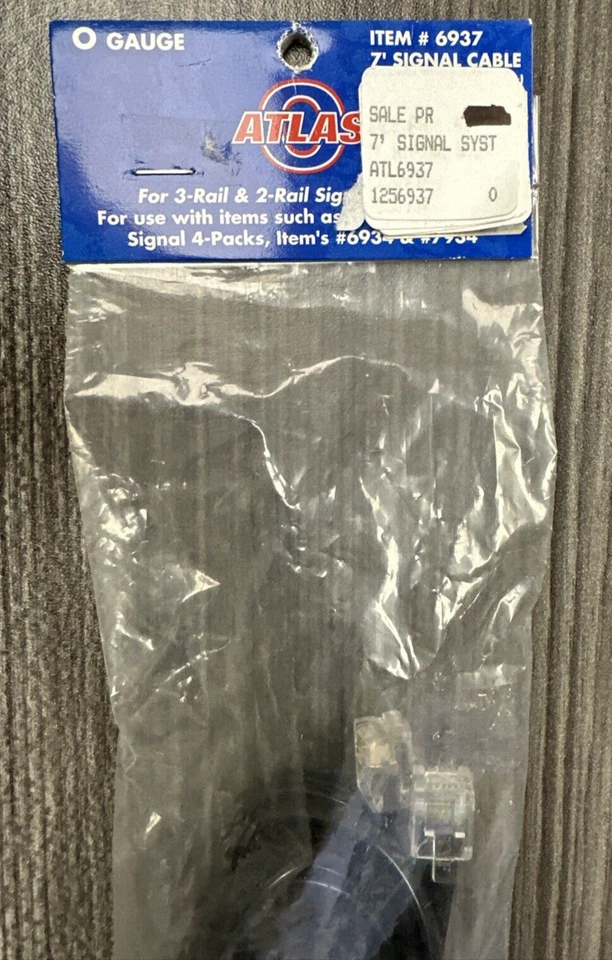 O GAUGE
ITEM # 6937
7' SIGNAL CABLE
ATLAS
O
SALE PR
7' SIGNAL SYST
ATL6937
1256937 0
For 3-Rail & 2-Rail Sig
For use with items such as
Signal 4-Packs, Item's #6934 & #7934